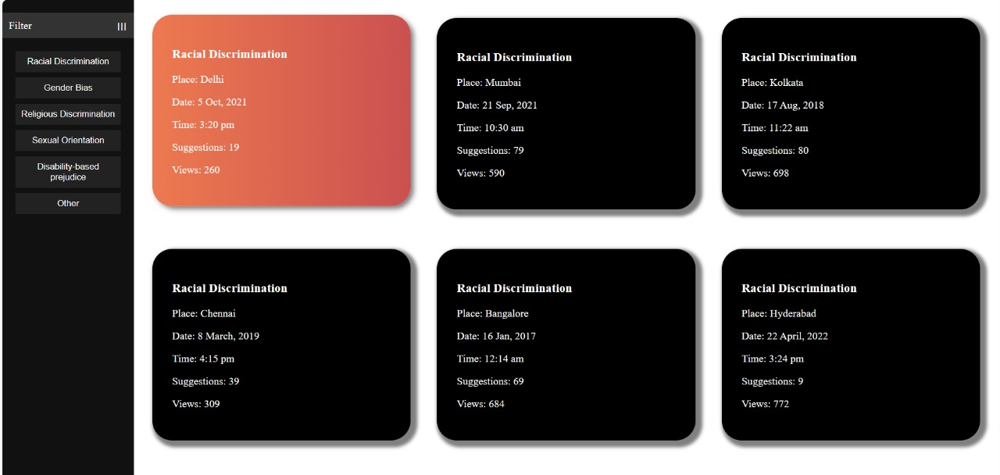 Filter
Racial Discrimination
Gender Bias
Religious Discrimination
Sexual Orientation
Disability-based
prejudice
Other
Racial Discrimination
Place: Delhi
Date: 5 Oct, 2021
Time: 3:20 pm
Suggestions: 19
Views: 260
Racial Discrimination
Place: Mumbai
Date: 21 Sep, 2021
Time: 10:30 am
Suggestions: 79
Views: 590
Racial Discrimination
Place: Kolkata
Date: 17 Aug, 2018
Time: 11:22 am
Suggestions: 80
Views: 698
Racial Discrimination
Place: Chennai
Date: 8 March, 2019
Time: 4:15 pm
Suggestions: 39
Views: 309
Racial Discrimination
Place: Bangalore
Date: 16 Jan, 2017
Time: 12:14 am
Suggestions: 69
Views: 684
Racial Discrimination
Place: Hyderabad
Date: 22 April, 2022
Time: 3:24 pm
Suggestions: 9
Views: 772